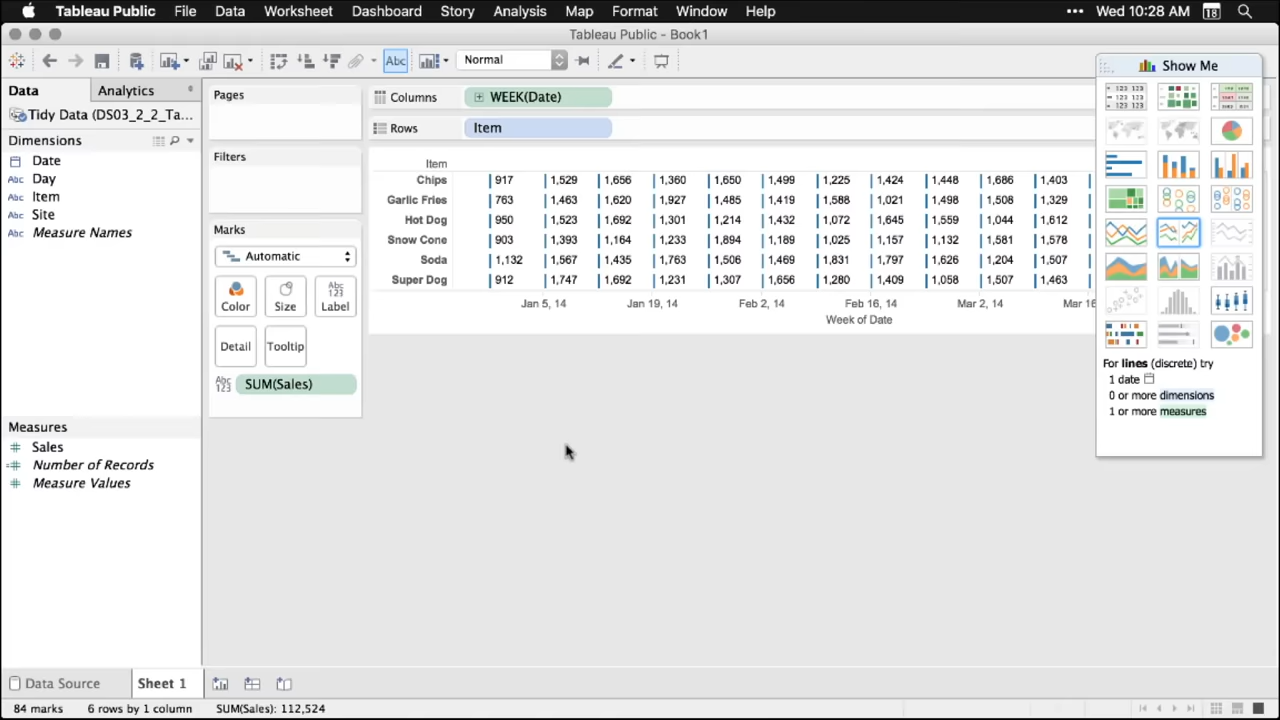 Tableau Public File Data Worksheet Dashboard Story Analysis Map Format Window Help Wed 10:28 AM 18
Tableau Public - Book1
Abc Normal
Show Me
Data Analytics
Tidy Data (DS03_2_2_Ta...
Dimensions
Date
Abc Day
Abc Item
Abc Site
Abc Measure Names
Measures
Sales
Number of Records
Measure Values
Pages
Filters
Marks
Automatic
Color Size Abc 123 Label
Detail Tooltip
Abc 123 SUM(Sales)
Columns WEEK(Date)
Rows Item
Item
Chips 917 1,529 1,656 1,360 1,650 1,499 1,225 1,424 1,448 1,686 1,403
Garlic Fries 763 1,463 1,620 1,927 1,485 1,419 1,588 1,021 1,498 1,508 1,329
Hot Dog 950 1,523 1,692 1,301 1,214 1,432 1,072 1,645 1,559 1,044 1,612
Snow Cone 903 1,393 1,164 1,233 1,894 1,189 1,025 1,157 1,132 1,581 1,578
Soda 1,132 1,567 1,435 1,763 1,506 1,469 1,831 1,797 1,626 1,204 1,507
Super Dog 912 1,747 1,692 1,231 1,307 1,656 1,280 1,409 1,058 1,507 1,463
Jan 5, 14 Jan 19, 14 Feb 2, 14 Feb 16, 14 Mar 2, 14 Mar 16
Week of Date
For lines (discrete) try
1 date
0 or more dimensions
1 or more measures
Data Source Sheet 1
84 marks 6 rows by 1 column SUM(Sales): 112,524